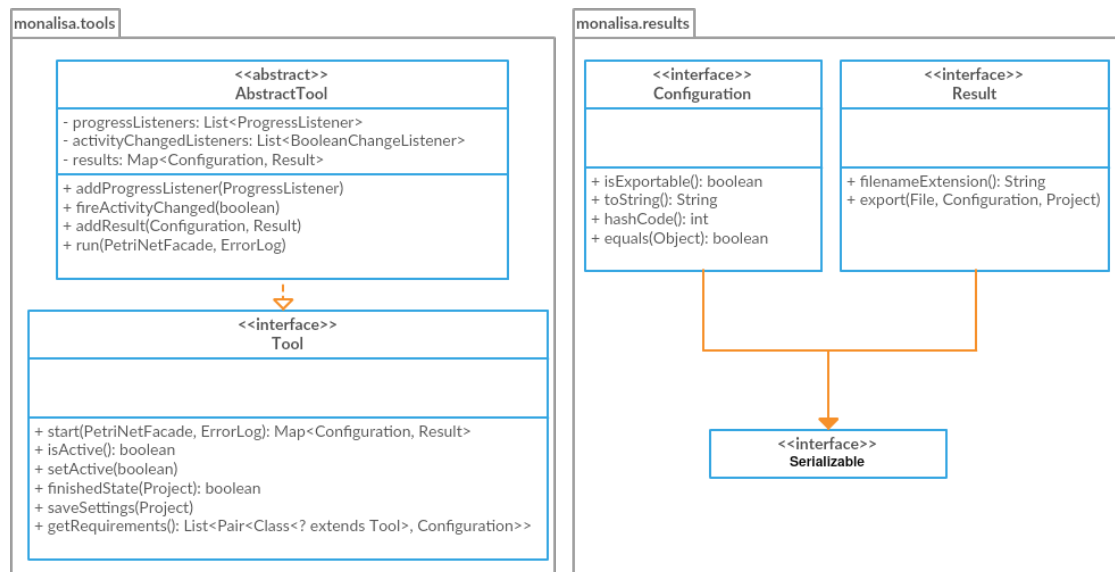 monalisa.tools
<<abstract>>
AbstractTool
- progressListeners: List<ProgressListener>
- activityChangedListeners: List<BooleanChangeListener>
- results: Map<Configuration, Result>
+ addProgressListener(ProgressListener)
+ fireActivityChanged(boolean)
+ addResult(Configuration, Result)
+ run(PetriNetFacade, ErrorLog)
<<interface>>
Tool
+ start(PetriNetFacade, ErrorLog): Map<Configuration, Result>
+ isActive(): boolean
+ setActive(boolean)
+ finishedState(Project): boolean
+ saveSettings(Project)
+ getRequirements(): List<Pair<Class<? extends Tool>, Configuration>>
monalisa.results
<<interface>>
Configuration
+ isExportable(): boolean
+ toString(): String
+ hashCode(): int
+ equals(Object): boolean
<<interface>>
Result
+ filenameExtension(): String
+ export(File, Configuration, Project)
<<interface>>
Serializable